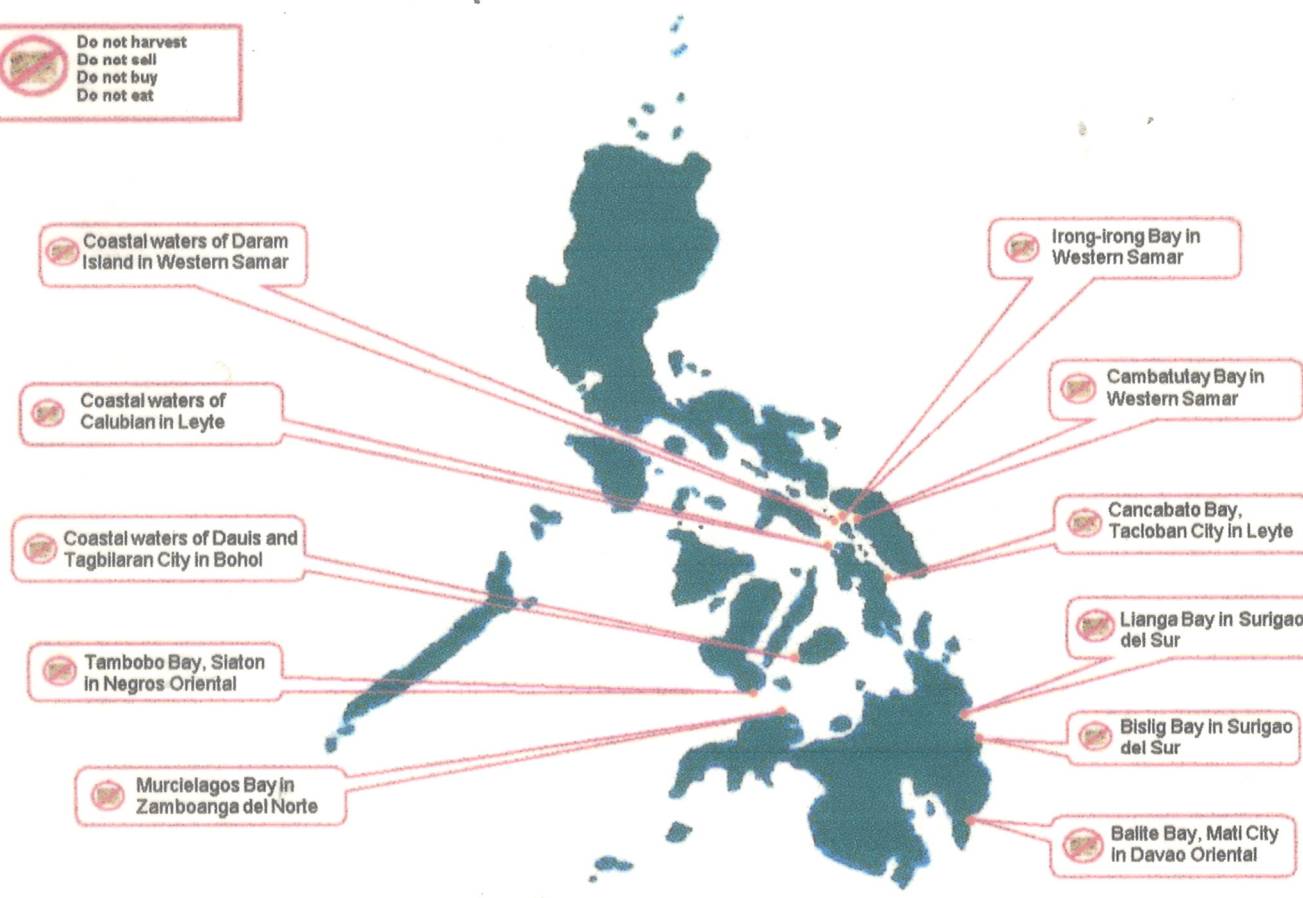 Do not harvest
Do not sell
Do not buy
Do not eat
Coastal waters of Daram
Island in Western Samar
Coastal waters of
Calubian in Leyte
Coastal waters of Dauis and
Tagbilaran City in Bohol
Tambobo Bay, Siaton
in Negros Oriental
Murcielagos Bay in
Zamboanga del Norte
Irong-irong Bay in
Western Samar
Cambatutay Bay in
Western Samar
Cancabato Bay,
Tacloban City in Leyte
Lianga Bay in Surigao
del Sur
Bislig Bay in Surigao
del Sur
Balite Bay, Mati City
in Davao Oriental